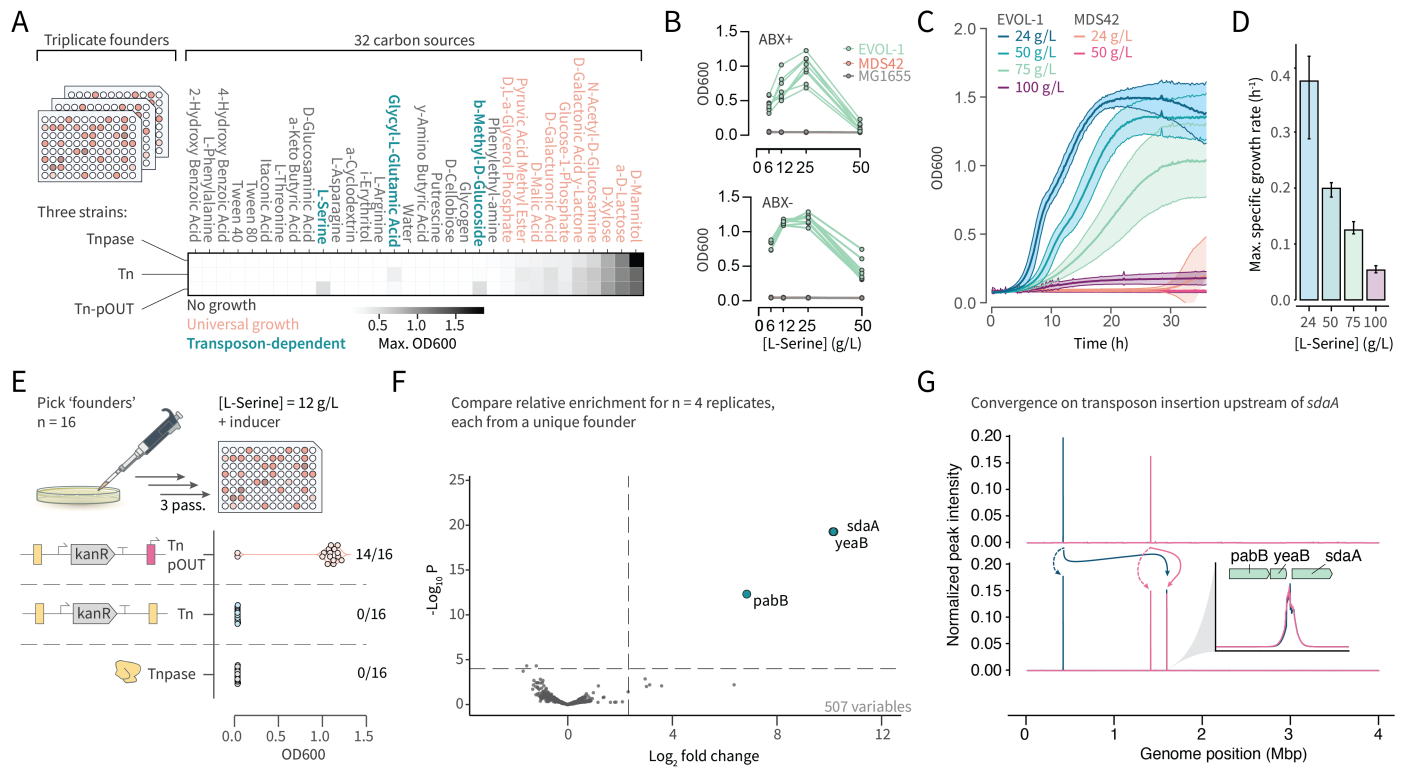 A
Triplicate founders
32 carbon sources
2-Hydroxy Benzoic Acid
L-Phenylalanine
4-Hydroxy Benzoic Acid
Tween 40
Tween 80
Itaconic Acid
L-Threonine
a-Keto Butyric Acid
D-Glucosaminic Acid
L-Serine
L-Asparagine
a-Cyclodextrin
i-Erythritol
L-Arginine
Glycyl-L-Glutamic Acid
Water
y-Amino Butyric Acid
Putrescine
D-Cellobiose
Glycogen
b-Methyl-D-Glucoside
Phenylethyl-amine
D,L-a-Glycerol Phosphate
Pyruvic Acid Methyl Ester
D-Malic Acid
D-Galacturonic Acid
Glucose-1-Phosphate
D-Galactonic Acid y-Lactone
N-Acetyl-D-Glucosamine
D-Xylose
a-D-Lactose
D-Mannitol
Three strains:
Tnpase
Tn
Tn-pOUT
No growth
Universal growth
Transposon-dependent
0.5 1.0 1.5
Max. OD600
B
ABX+
EVOL-1
MDS42
MG1655
OD600
1.5
1.0
0.5
0.0
0 6 12 25 50
ABX-
OD600
1.5
1.0
0.5
0.0
0 6 12 25 50
[L-Serine] (g/L)
C
EVOL-1
24 g/L
50 g/L
75 g/L
100 g/L
MDS42
24 g/L
50 g/L
OD600
2.0
1.5
1.0
0.5
0.0
0 10 20 30
Time (h)
D
Max. specific growth rate (h⁻¹)
0.4
0.3
0.2
0.1
0.0
24 50 75 100
[L-Serine] (g/L)
E
Pick ‘founders’
n = 16
[L-Serine] = 12 g/L
+ inducer
3 pass.
kanR
Tn
pOUT
14/16
kanR
Tn
0/16
Tnpase
0/16
0.0 0.5 1.0 1.5
OD600
F
Compare relative enrichment for n = 4 replicates,
each from a unique founder
-Log₁₀ P
25
20
15
10
5
0
sdaA
yeaB
pabB
507 variables
0 4 8 12
Log₂ fold change
G
Convergence on transposon insertion upstream of sdaA
Normalized peak intensity
0.20
0.15
0.10
0.05
0.00
0.20
0.15
0.10
0.05
0.00
pabB yeaB sdaA
0 1 2 3 4
Genome position (Mbp)